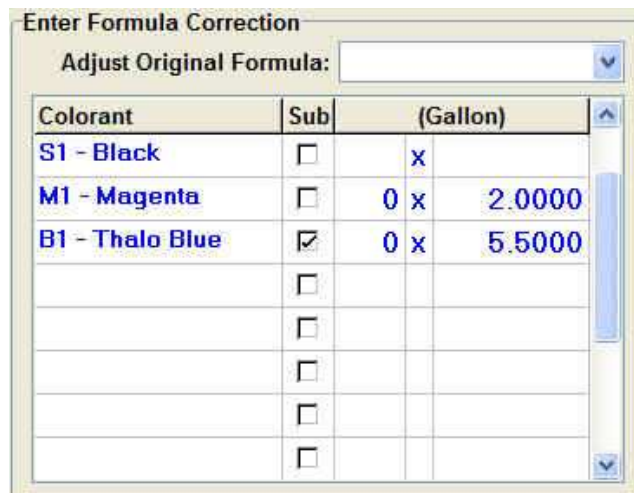 Enter Formula Correction
Adjust Original Formula:
Colorant Sub (Gallon)
S1 - Black x
M1 - Magenta 0 x 2.0000
B1 - Thalo Blue 0 x 5.5000